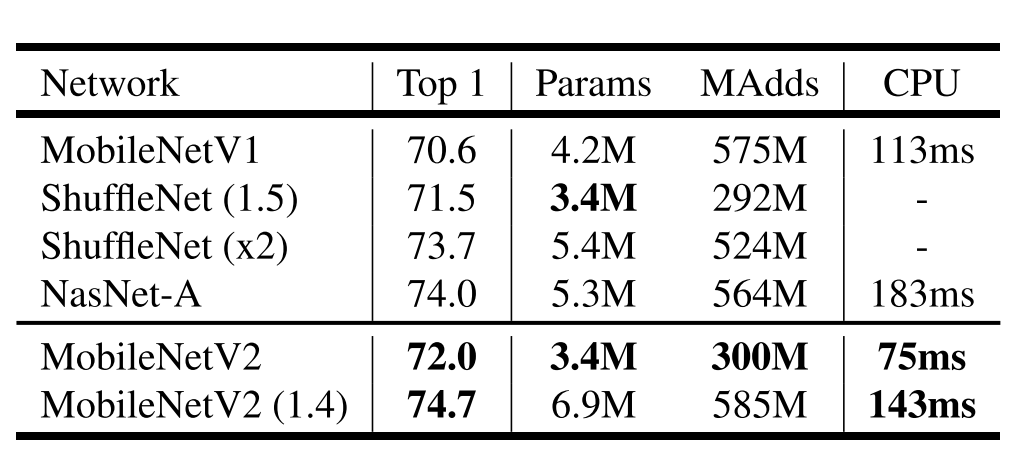 Network Top 1 Params MAdds CPU
MobileNetV1 70.6 4.2M 575M 113ms
ShuffleNet (1.5) 71.5 3.4M 292M -
ShuffleNet (x2) 73.7 5.4M 524M -
NasNet-A 74.0 5.3M 564M 183ms
MobileNetV2 72.0 3.4M 300M 75ms
MobileNetV2 (1.4) 74.7 6.9M 585M 143ms